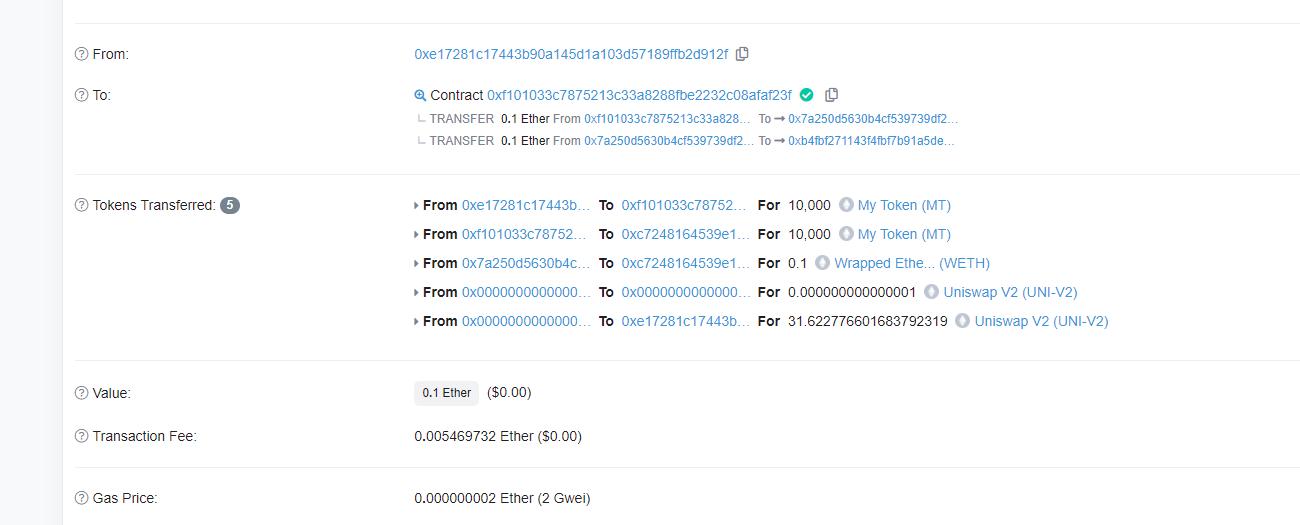 From: 0xe17281c17443b90a145d1a103d57189ffb2d912f
To: Contract 0xf101033c7875213c33a8288fbe2232c08afaf23f
TRANSFER 0.1 Ether From 0xf101033c7875213c33a828... To → 0x7a250d5630b4cf539739df2...
TRANSFER 0.1 Ether From 0x7a250d5630b4cf539739df2... To → 0xb4fbf271143f4fbf7b91a5de...
Tokens Transferred: 5
From 0xe17281c17443b... To 0xf101033c78752... For 10,000 My Token (MT)
From 0xf101033c78752... To 0xc7248164539e1... For 10,000 My Token (MT)
From 0x7a250d5630b4c... To 0xc7248164539e1... For 0.1 Wrapped Ethe... (WETH)
From 0x0000000000000... To 0x0000000000000... For 0.000000000000001 Uniswap V2 (UNI-V2)
From 0x0000000000000... To 0xe17281c17443b... For 31.622776601683792319 Uniswap V2 (UNI-V2)
Value: 0.1 Ether ($0.00)
Transaction Fee: 0.005469732 Ether ($0.00)
Gas Price: 0.000000002 Ether (2 Gwei)